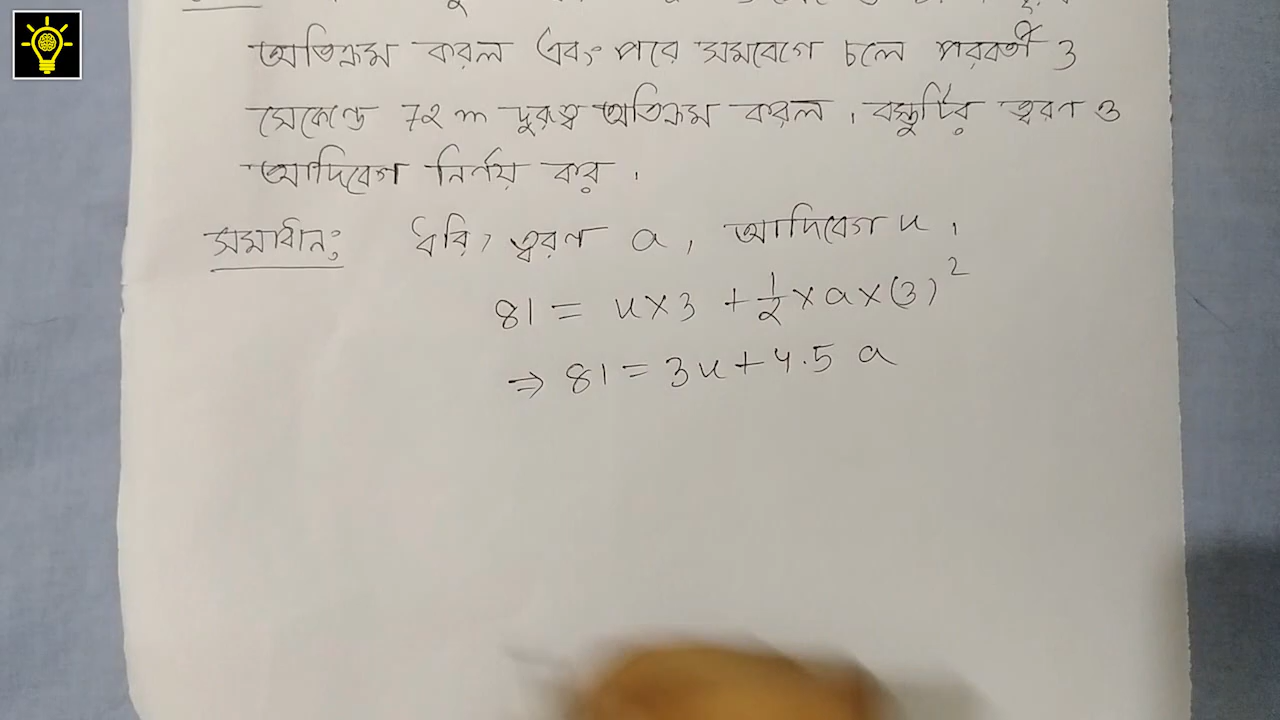 অতিক্রম করল এবং পরে সমবেগে চলে পরবর্তী 3
সেকেন্ডে 72 m দুরত্ব অতিক্রম করল । বস্তুটির ত্বরণ ও
আদিবেগ নির্ণয় কর ।
সমাধানঃ ধরি, ত্বরণ a, আদিবেগ u ।
81 = u×3 + 1/2 ×a×(3)²
⇒ 81 = 3u+4.5 a